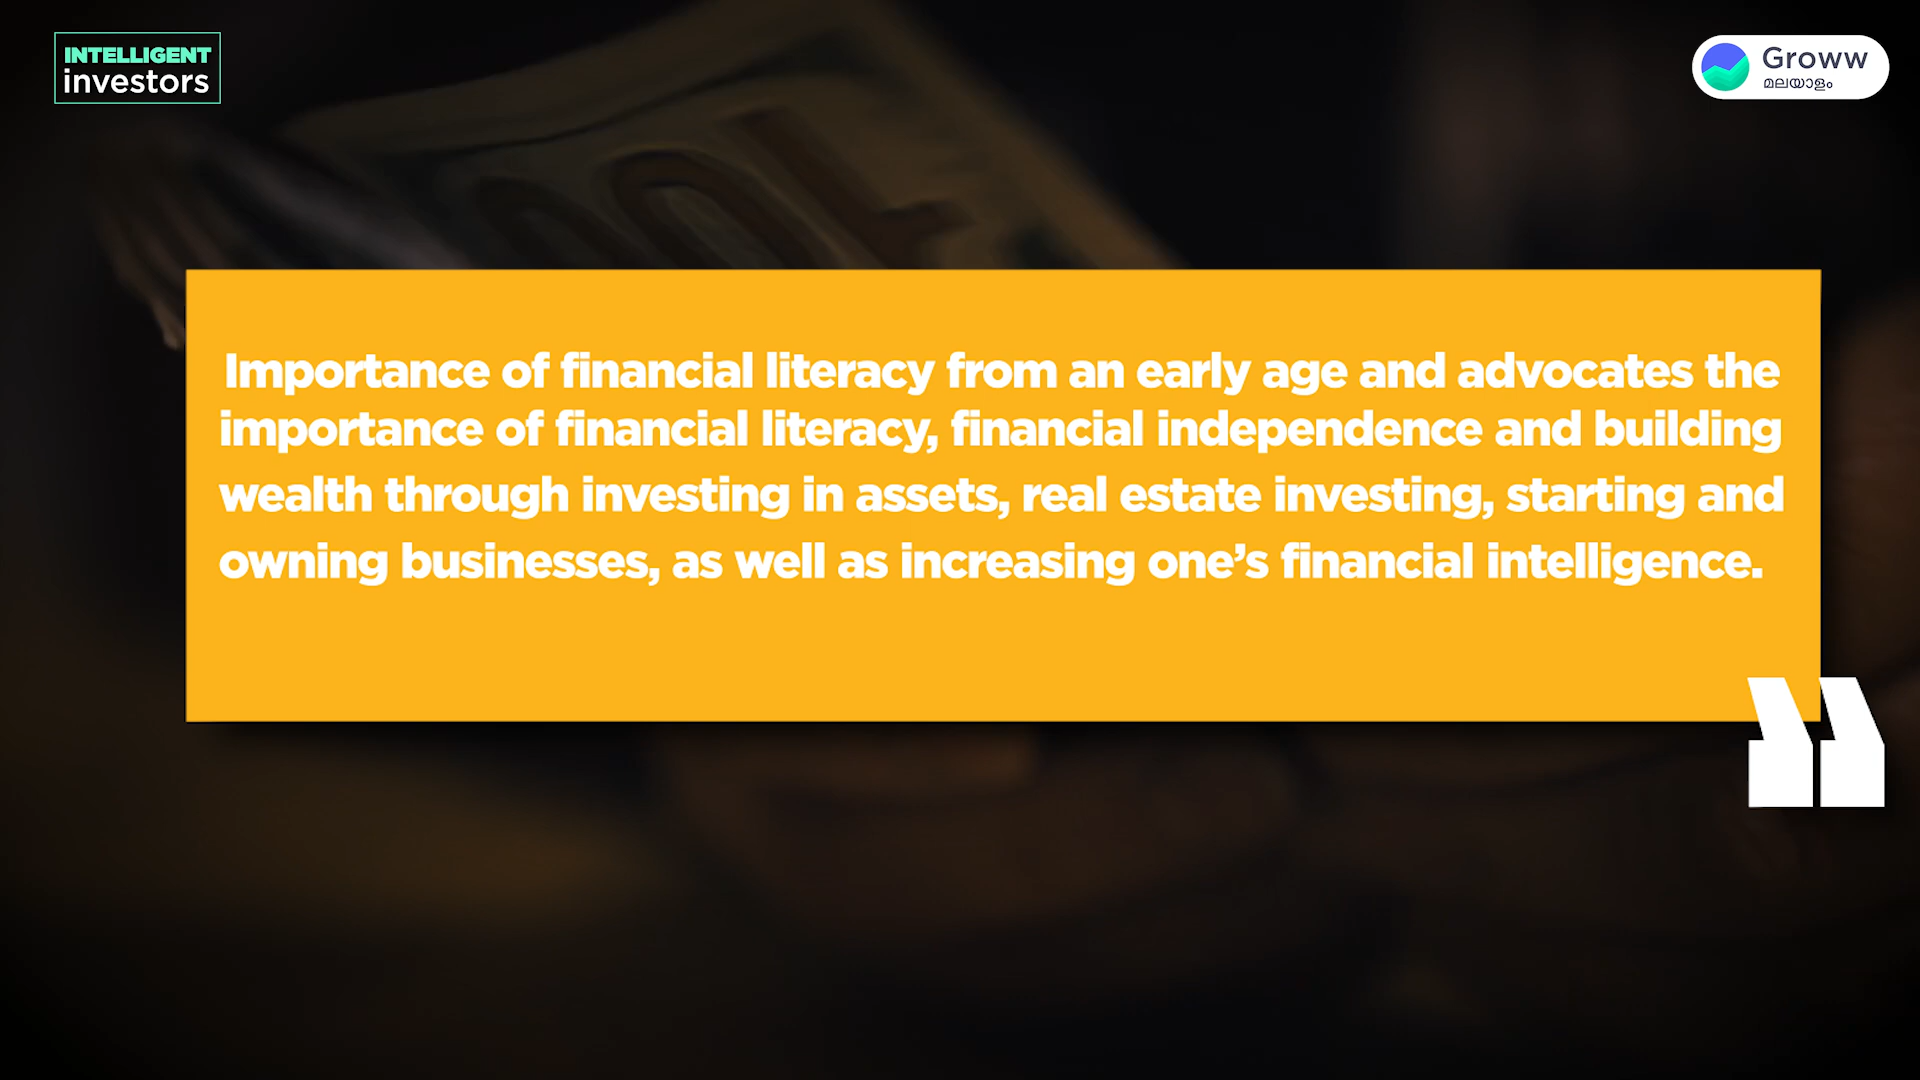 INTELLIGENT
investors
Groww
മലയാളം
Importance of financial literacy from an early age and advocates the
importance of financial literacy, financial independence and building
wealth through investing in assets, real estate investing, starting and
owning businesses, as well as increasing one’s financial intelligence.
100